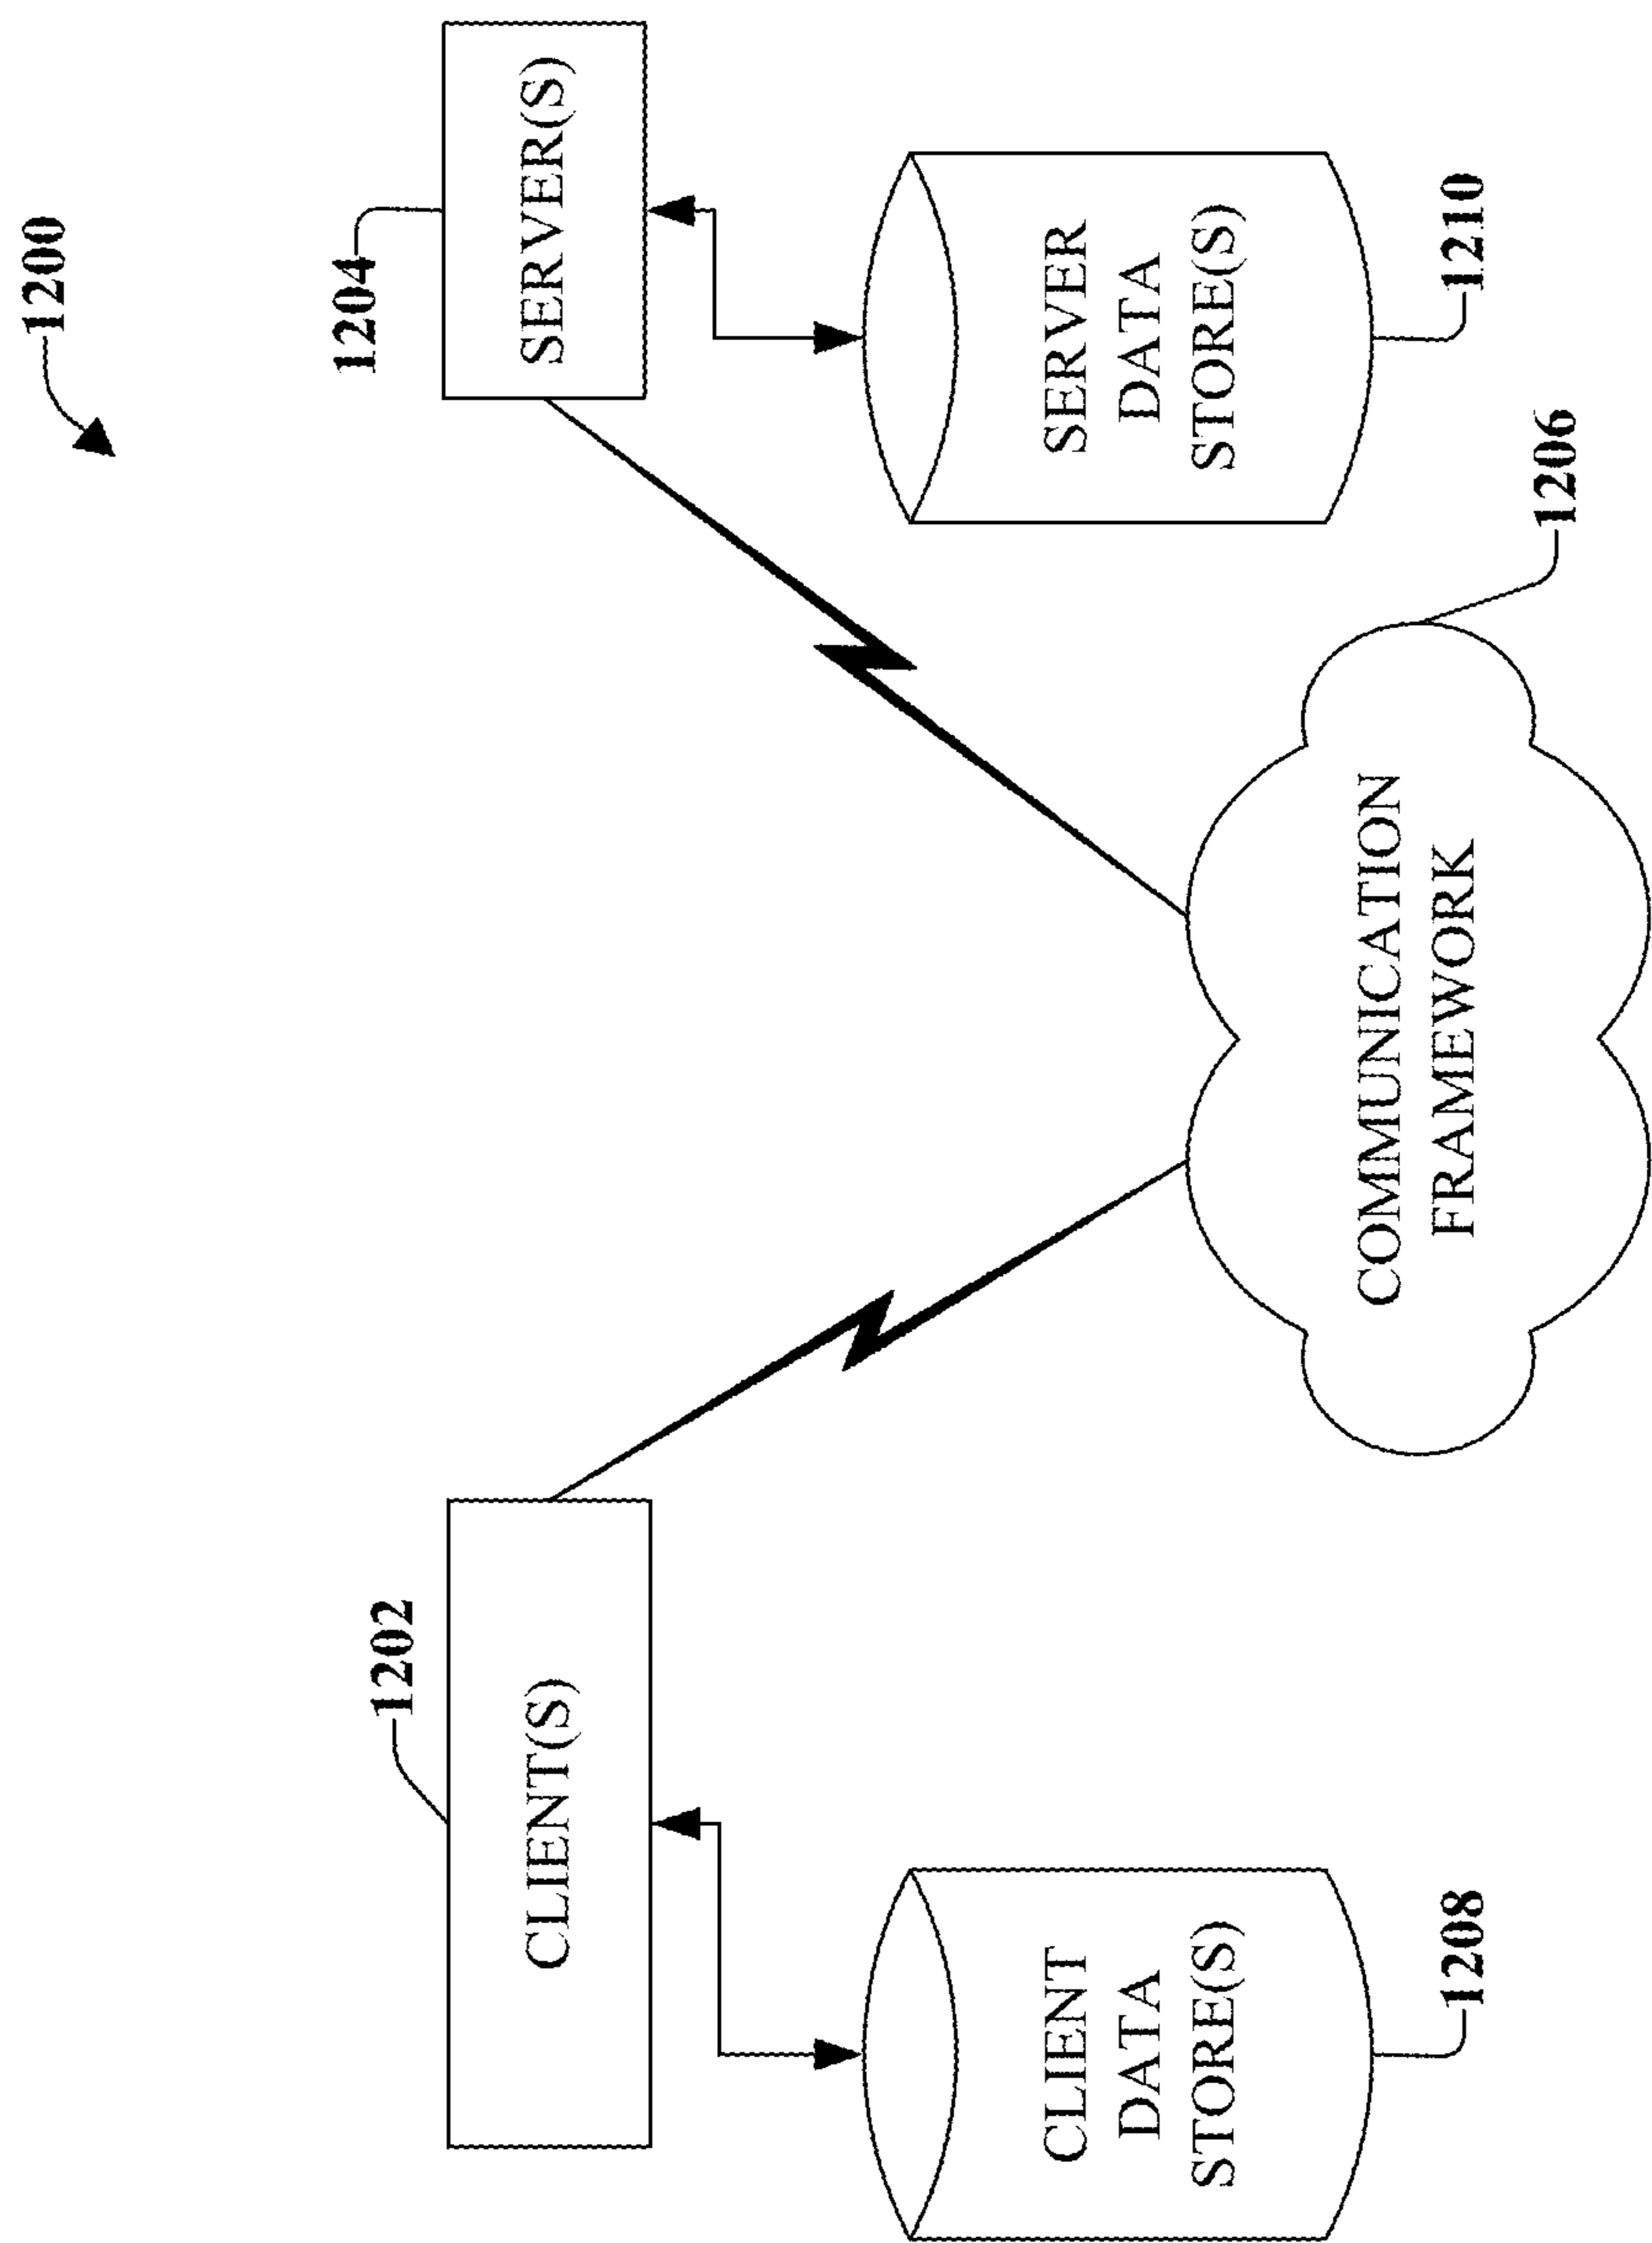 1200
1202
1204
CLIENT(S)
SERVER(S)
CLIENT
DATA
STORE(S)
SERVER
DATA
STORE(S)
COMMUNICATION
FRAMEWORK
1208
1210
1206